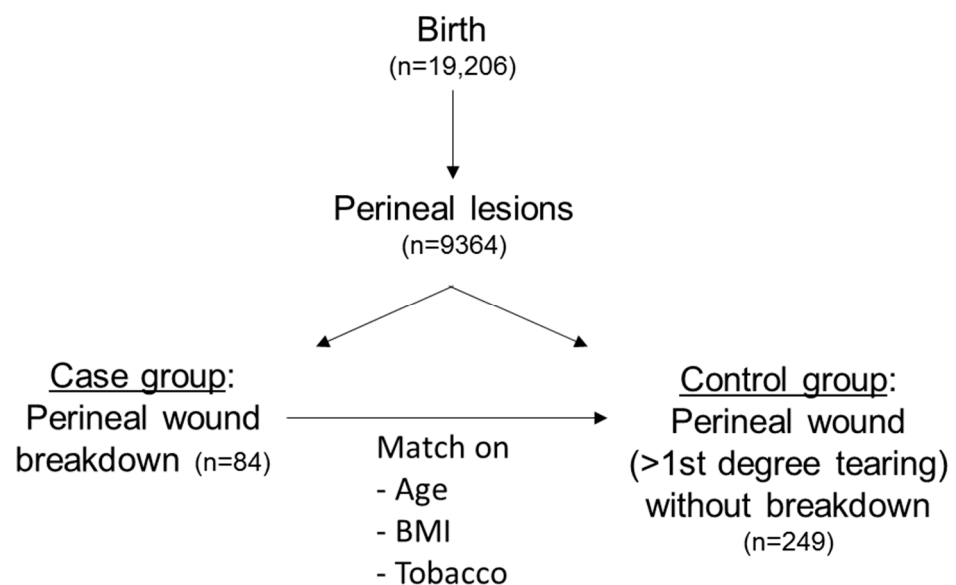 Birth
(n=19,206)
Perineal lesions
(n=9364)
Case group:
Perineal wound
breakdown (n=84)
Match on
- Age
- BMI
- Tobacco
Control group:
Perineal wound
(>1st degree tearing)
without breakdown
(n=249)